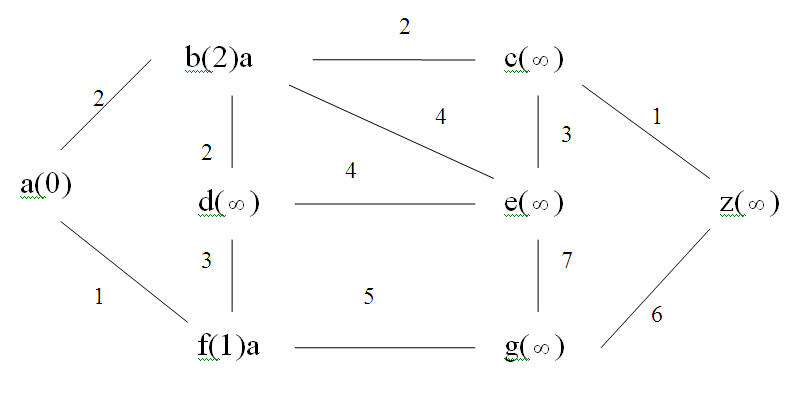 2
b(2)a
c(∞)
2
4
1
3
2
4
a(0)
d(∞)
e(∞)
z(∞)
3
7
1
5
6
f(1)a
g(∞)